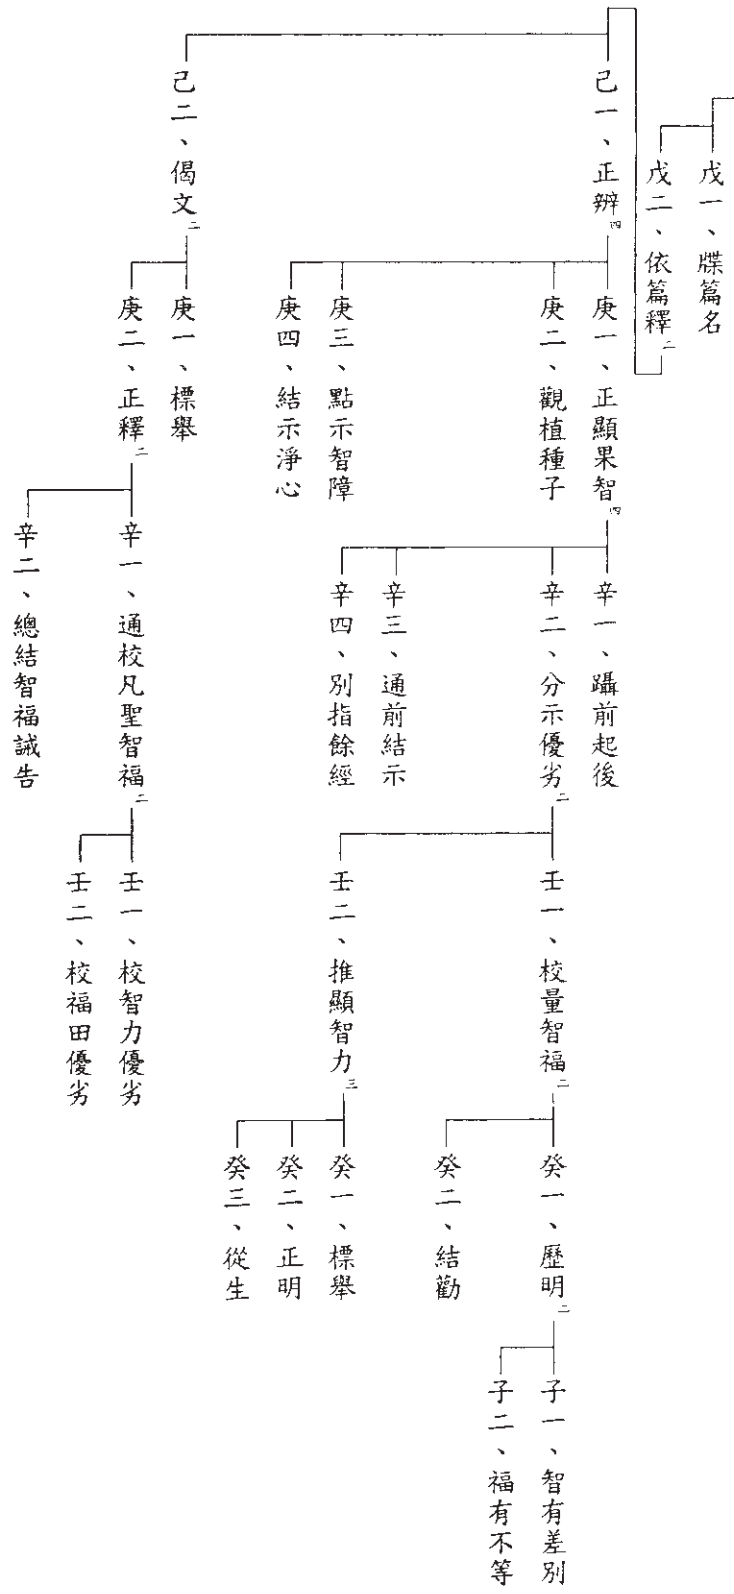 戊一、牒篇名
戊二、依篇釋二
己一、正辨四
庚一、正顯果智四
辛一、躡前起後
辛二、分示優劣二
壬一、校量智福二
癸一、歷明二
子一、智有差別
子二、福有不等
癸二、結勸
壬二、推顯智力三
癸一、標舉
癸二、正明
癸三、從生
辛三、通前結示
辛四、別指餘經
庚二、觀植種子
庚三、點示智障
庚四、結示淨心
己二、偈文二
庚一、標舉
庚二、正釋二
辛一、通校凡聖智福二
壬一、校智力優劣
壬二、校福田優劣
辛二、總結智福誡告